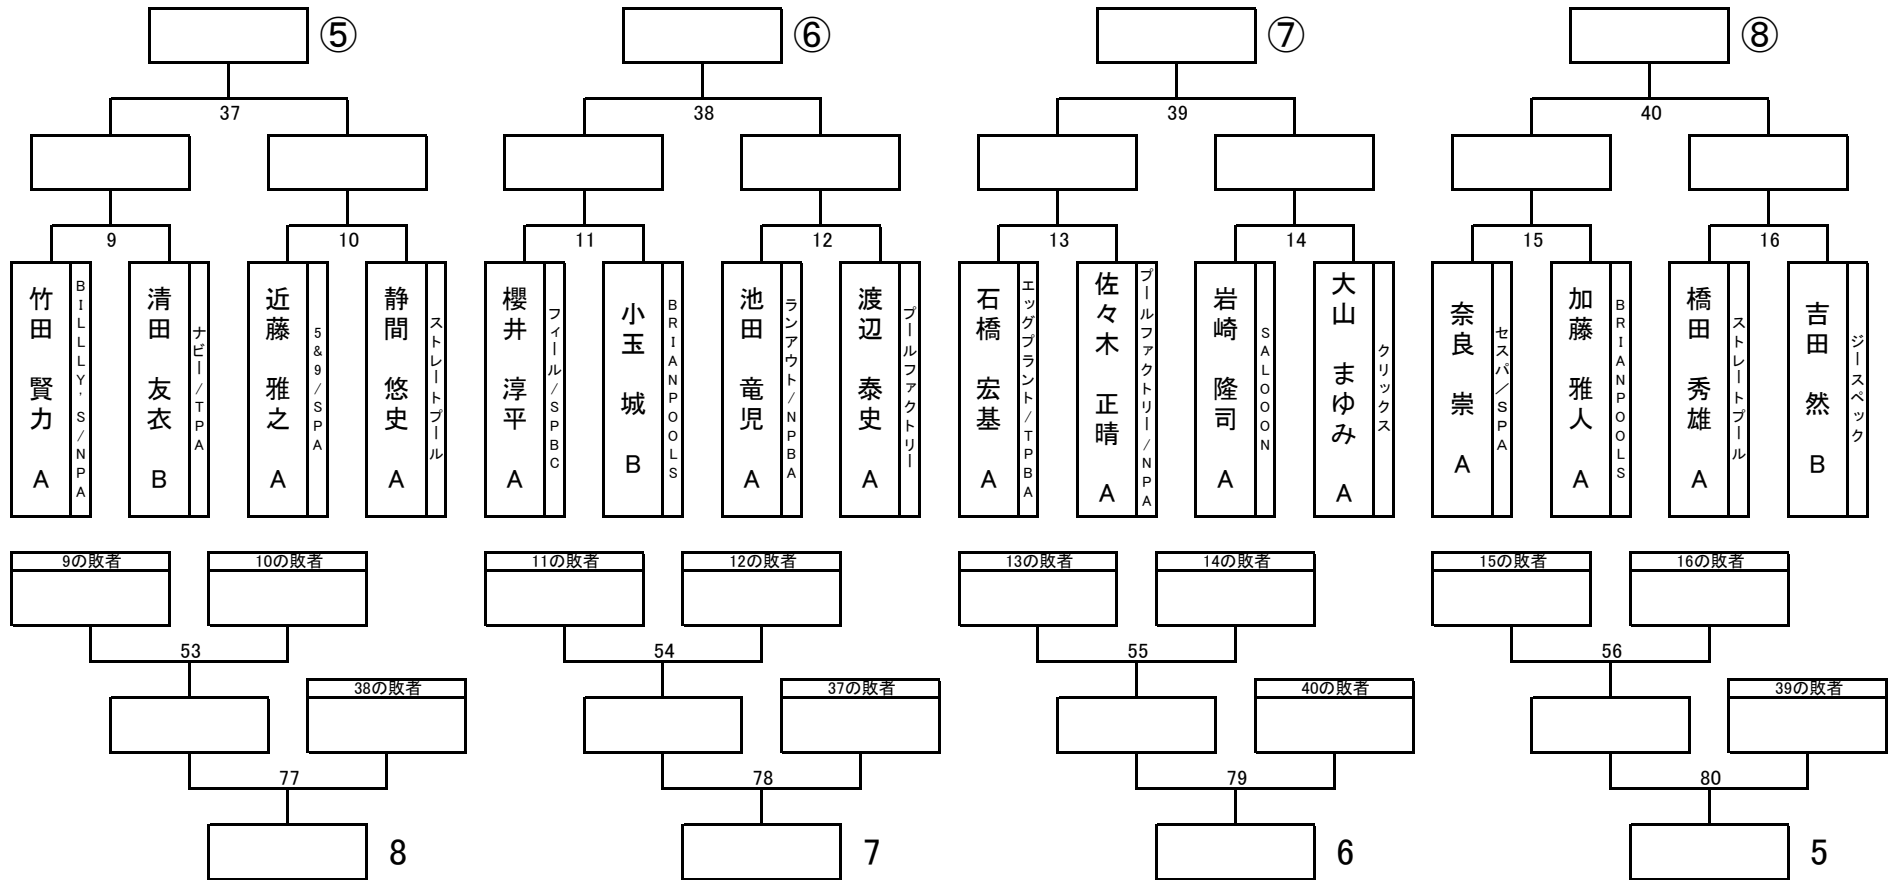 ⑤ ⑥ ⑦ ⑧
37 38 39 40
9 10 11 12 13 14 15 16
竹田 賢力 A
BILLLY'S/NPA
清田 友衣 B
ナビー/TPA
近藤 雅之 A
5&9/SPA
静間 悠史 A
ストレートプール
櫻井 淳平 A
フィール/SPBC
小玉 城 B
BRIANPOOLS
池田 竜児 A
ランアウト/NPBA
渡辺 泰史 A
プールファクトリー
石橋 宏基 A
エッグプラント/TPBA
佐々木 正晴 A
プールファクトリー/NPA
岩崎 隆司 A
SALOOON
大山 まゆみ A
クリックス
奈良 崇 A
セスパ/SPA
加藤 雅人 A
BRIANPOOLS
橋田 秀雄 A
ストレートプール
吉田 然 B
ジースペック
9の敗者 10の敗者 11の敗者 12の敗者 13の敗者 14の敗者 15の敗者 16の敗者
53 54 55 56
38の敗者 37の敗者 40の敗者 39の敗者
77 78 79 80
8 7 6 5